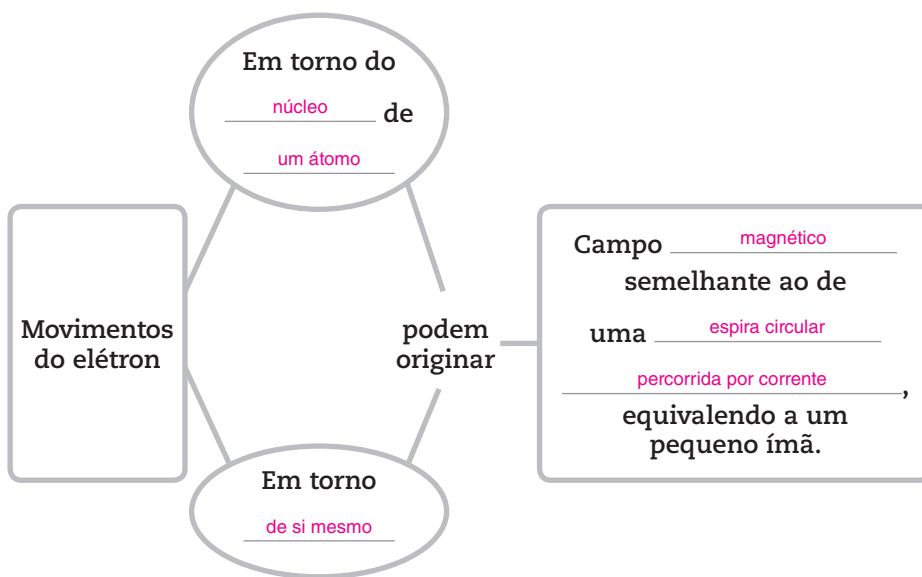 Em torno do
núcleo de
um átomo
Movimentos
do elétron
podem
originar
Em torno
de si mesmo
Campo magnético
semelhante ao de
uma espira circular
percorrida por corrente,
equivalendo a um
pequeno ímã.